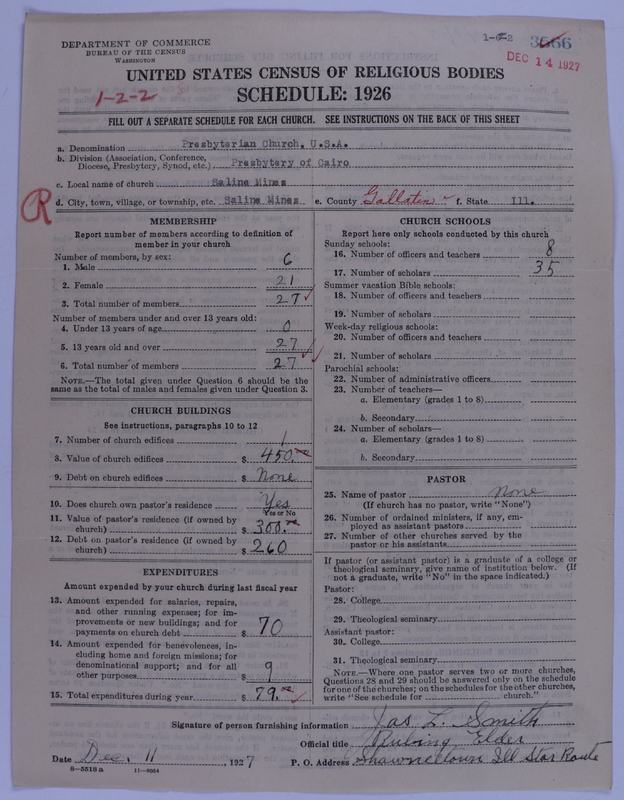 DEPARTMENT OF COMMERCE
BUREAU OF THE CENSUS
WASHINGTON
3566
DEC 14 1927
UNITED STATES CENSUS OF RELIGIOUS BODIES
1-2-2
SCHEDULE: 1926
FILL OUT A SEPARATE SCHEDULE FOR EACH CHURCH. SEE INSTRUCTIONS ON THE BACK OF THIS SHEET
a. Denomination Presbyterian Church, U.S.A.
b. Division (Association, Conference, Diocese, Presbytery, Synod, etc.) Presbytery of Cairo
c. Local name of church Saline Mines
R
d. City, town, village, or township, etc. Saline Mines e. County Gallatin f. State Ill.
MEMBERSHIP
Report number of members according to definition of
member in your church
Number of members, by sex:
1. Male 6
2. Female 21
3. Total number of members 27
Number of members under and over 13 years old:
4. Under 13 years of age 0
5. 13 years old and over 27
6. Total number of members 27
NOTE.—The total given under Question 6 should be the
same as the total of males and females given under Question 3.
CHURCH BUILDINGS
See instructions, paragraphs 10 to 12
7. Number of church edifices 1
8. Value of church edifices $ 450.
9. Debt on church edifices $ None
10. Does church own pastor's residence Yes
Yes or No
11. Value of pastor's residence (if owned by
church) $ 300.
12. Debt on pastor's residence (if owned by
church) $ 260
EXPENDITURES
Amount expended by your church during last fiscal year
13. Amount expended for salaries, repairs,
and other running expenses; for im-
provements or new buildings; and for
payments on church debt $ 70
14. Amount expended for benevolences, in-
cluding home and foreign missions; for
denominational support; and for all
other purposes $ 9
15. Total expenditures during year $ 79.
CHURCH SCHOOLS
Report here only schools conducted by this church
Sunday schools:
16. Number of officers and teachers 8
17. Number of scholars 35
Summer vacation Bible schools:
18. Number of officers and teachers
19. Number of scholars
Week-day religious schools:
20. Number of officers and teachers
21. Number of scholars
Parochial schools:
22. Number of administrative officers
23. Number of teachers—
a. Elementary (grades 1 to 8)
b. Secondary
24. Number of scholars—
a. Elementary (grades 1 to 8)
b. Secondary
PASTOR
25. Name of pastor None
(If church has no pastor, write "None")
26. Number of ordained ministers, if any, em-
ployed as assistant pastors
27. Number of other churches served by the
pastor or his assistants
If pastor (or assistant pastor) is a graduate of a college or
theological seminary, give name of institution below. (If
not a graduate, write "No" in the space indicated.)
Pastor:
28. College
29. Theological seminary
Assistant pastor:
30. College
31. Theological seminary
NOTE.—Where one pastor serves two or more churches,
Questions 28 and 29 should be answered only on the schedule
for one of the churches; on the schedules for the other churches,
write "See schedule for church."
Signature of person furnishing information Jas L. Smith
Official title Ruling Elder
Date Dec. 11, 1927 P. O. Address Shawneetown Ill Star Route
8-5518a 11-9064